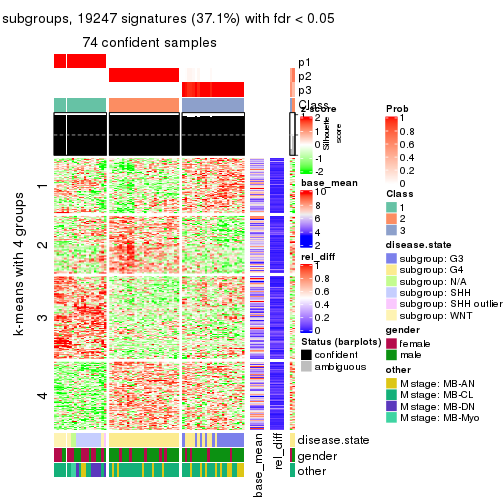 subgroups, 19247 signatures (37.1%) with fdr < 0.05
74 confident samples
p1
p2
p3
Class
z-score
2
1
0
-1
-2
Silhouette
score
1
Prob
1
0.8
0.6
0.4
0.2
0
k-means with 4 groups
1
2
3
4
base_mean
10
8
6
4
2
Class
1
2
3
disease.state
subgroup: G3
subgroup: G4
subgroup: N/A
subgroup: SHH
subgroup: SHH outlier
subgroup: WNT
rel_diff
1
0.8
0.6
0.4
0.2
0
gender
female
male
Status (barplots)
confident
ambiguous
other
M stage: MB-AN
M stage: MB-CL
M stage: MB-DN
M stage: MB-Myo
disease.state
gender
other
base_mean
rel_di